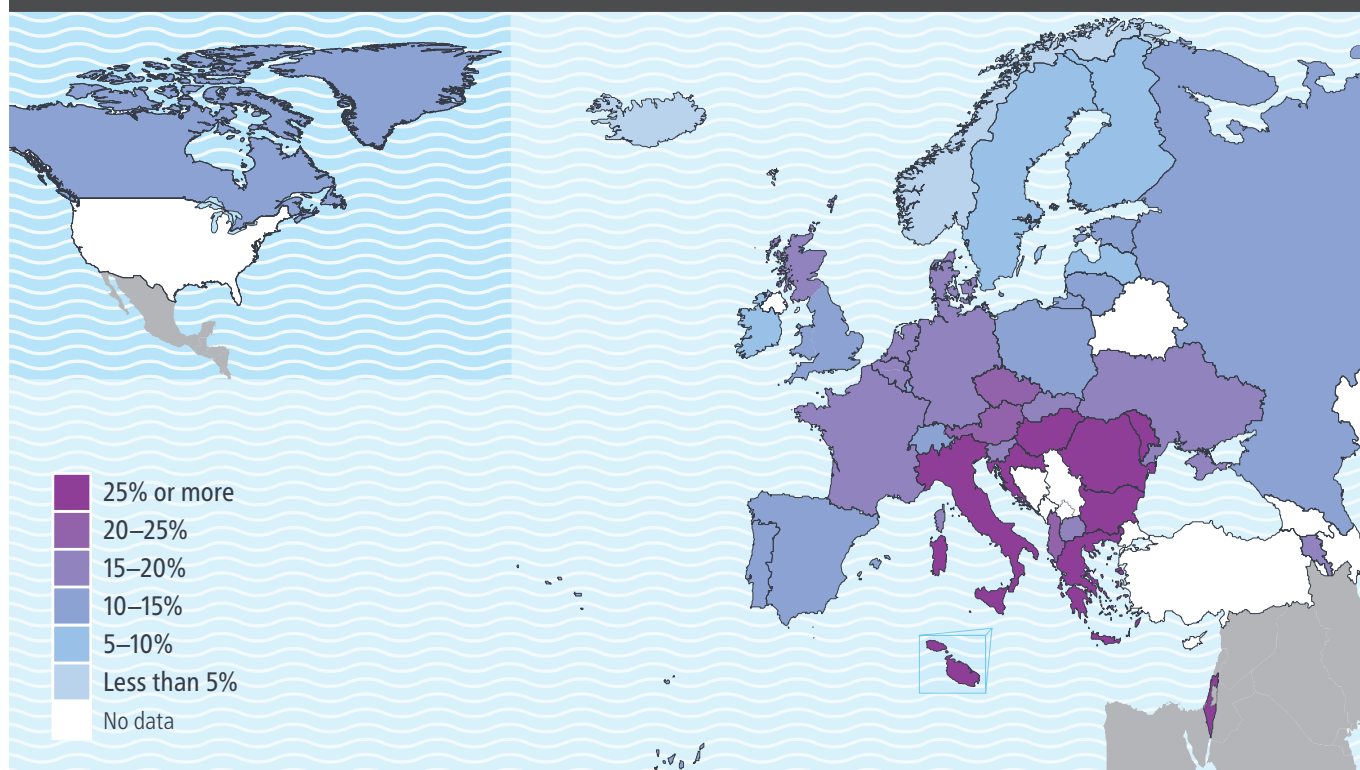 25% or more
20–25%
15–20%
10–15%
5–10%
Less than 5%
No data